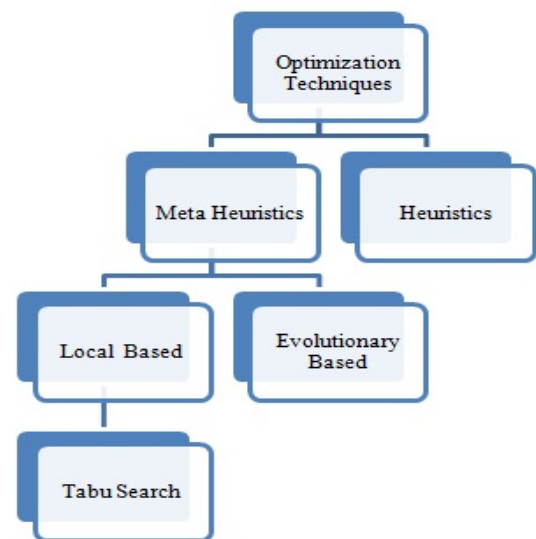 Optimization
Techniques
Meta Heuristics
Heuristics
Local Based
Evolutionary
Based
Tabu Search